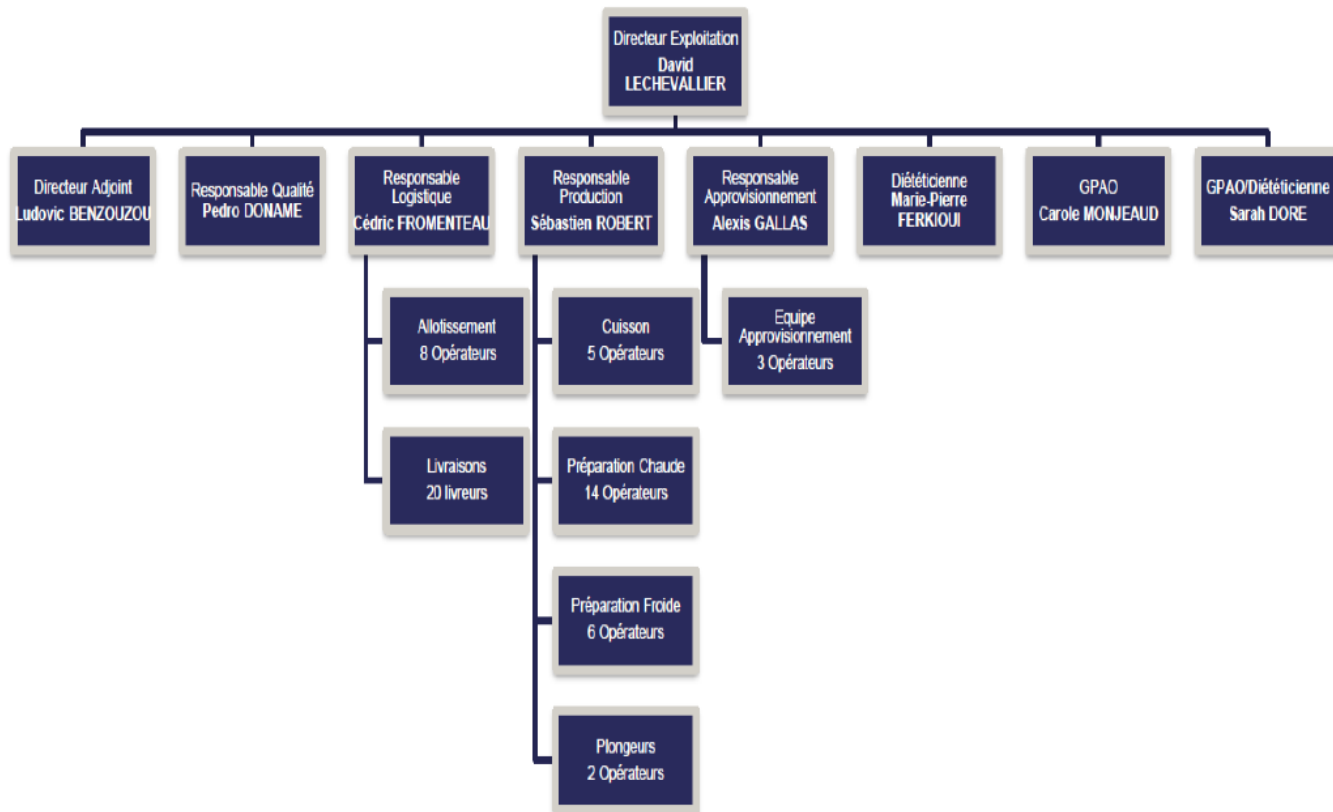 Directeur Exploitation
David
LECHEVALLIER
Directeur Adjoint
Ludovic BENZOUZOU
Responsable Qualité
Pedro DONAME
Responsable
Logistique
Cédric FROMENTEAU
Responsable
Production
Sébastien ROBERT
Responsable
Approvisionnement
Alexis GALLAS
Diététicienne
Marie-Pierre
FERKIOUI
GPAO
Carole MONJEAUD
GPAO/Diététicienne
Sarah DORE
Allotissement
8 Opérateurs
Cuisson
5 Opérateurs
Equipe
Approvisionnement
3 Opérateurs
Livraisons
20 livreurs
Préparation Chaude
14 Opérateurs
Préparation Froide
6 Opérateurs
Plongeurs
2 Opérateurs